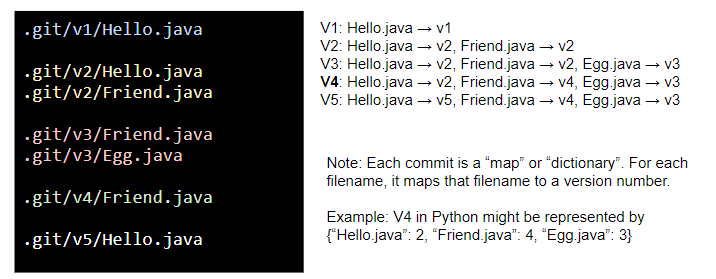 .git/v1/Hello.java
.git/v2/Hello.java
.git/v2/Friend.java
.git/v3/Friend.java
.git/v3/Egg.java
.git/v4/Friend.java
.git/v5/Hello.java
V1: Hello.java → v1
V2: Hello.java → v2, Friend.java → v2
V3: Hello.java → v2, Friend.java → v3, Egg.java → v3
V4: Hello.java → v2, Friend.java → v4, Egg.java → v3
V5: Hello.java → v5, Friend.java → v4, Egg.java → v3
Note: Each commit is a “map” or “dictionary”. For each
filename, it maps that filename to a version number.
Example: V4 in Python might be represented by
{“Hello.java”: 2, “Friend.java”: 4, “Egg.java”: 3}